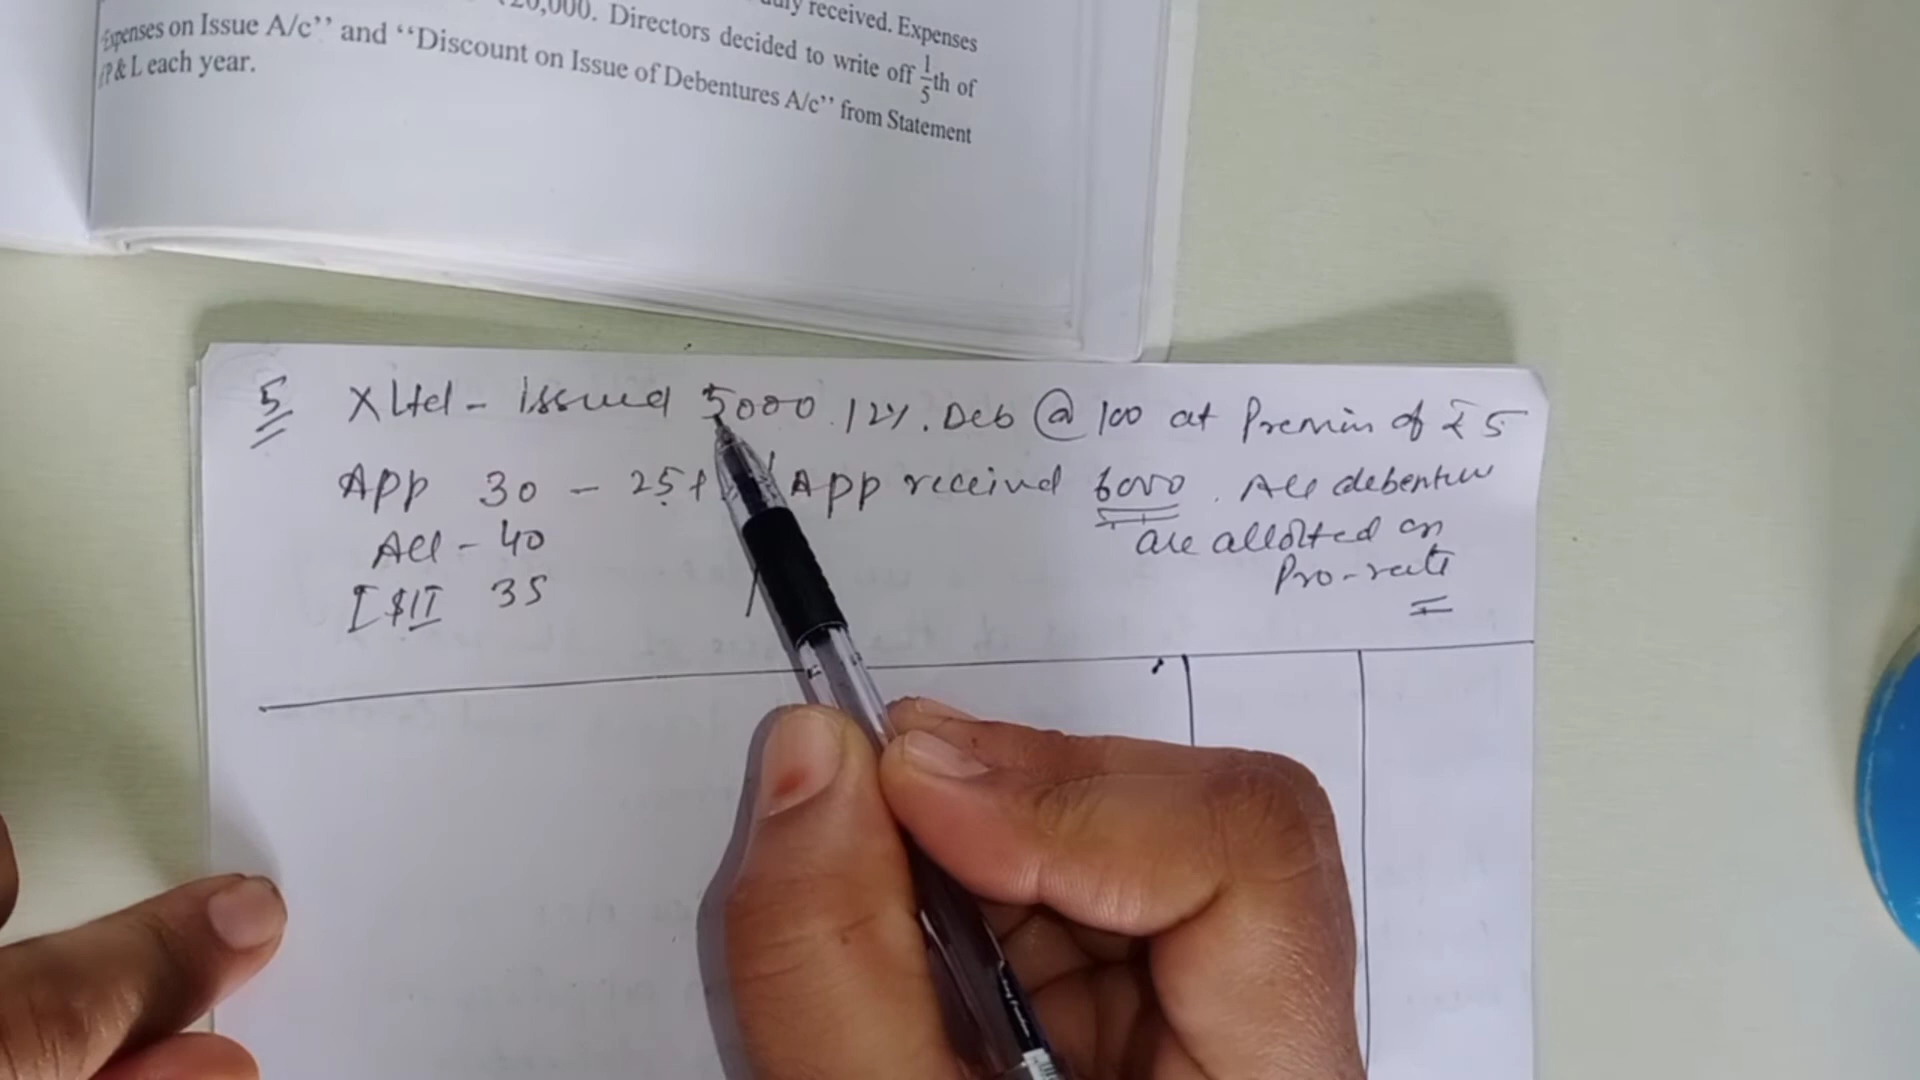 20,000. Directors decided to write off 1/5th of
received. Expenses
Expenses on Issue A/c” and “Discount on Issue of Debentures A/c” from Statement
P & L each year.
5 X Ltd - issued 5000 12% Deb @ 100 at Premium of ₹ 5
App 30 - 25+ App received 6000. All debenture
All - 40 are allotted on
I $ II 35 Pro-rate